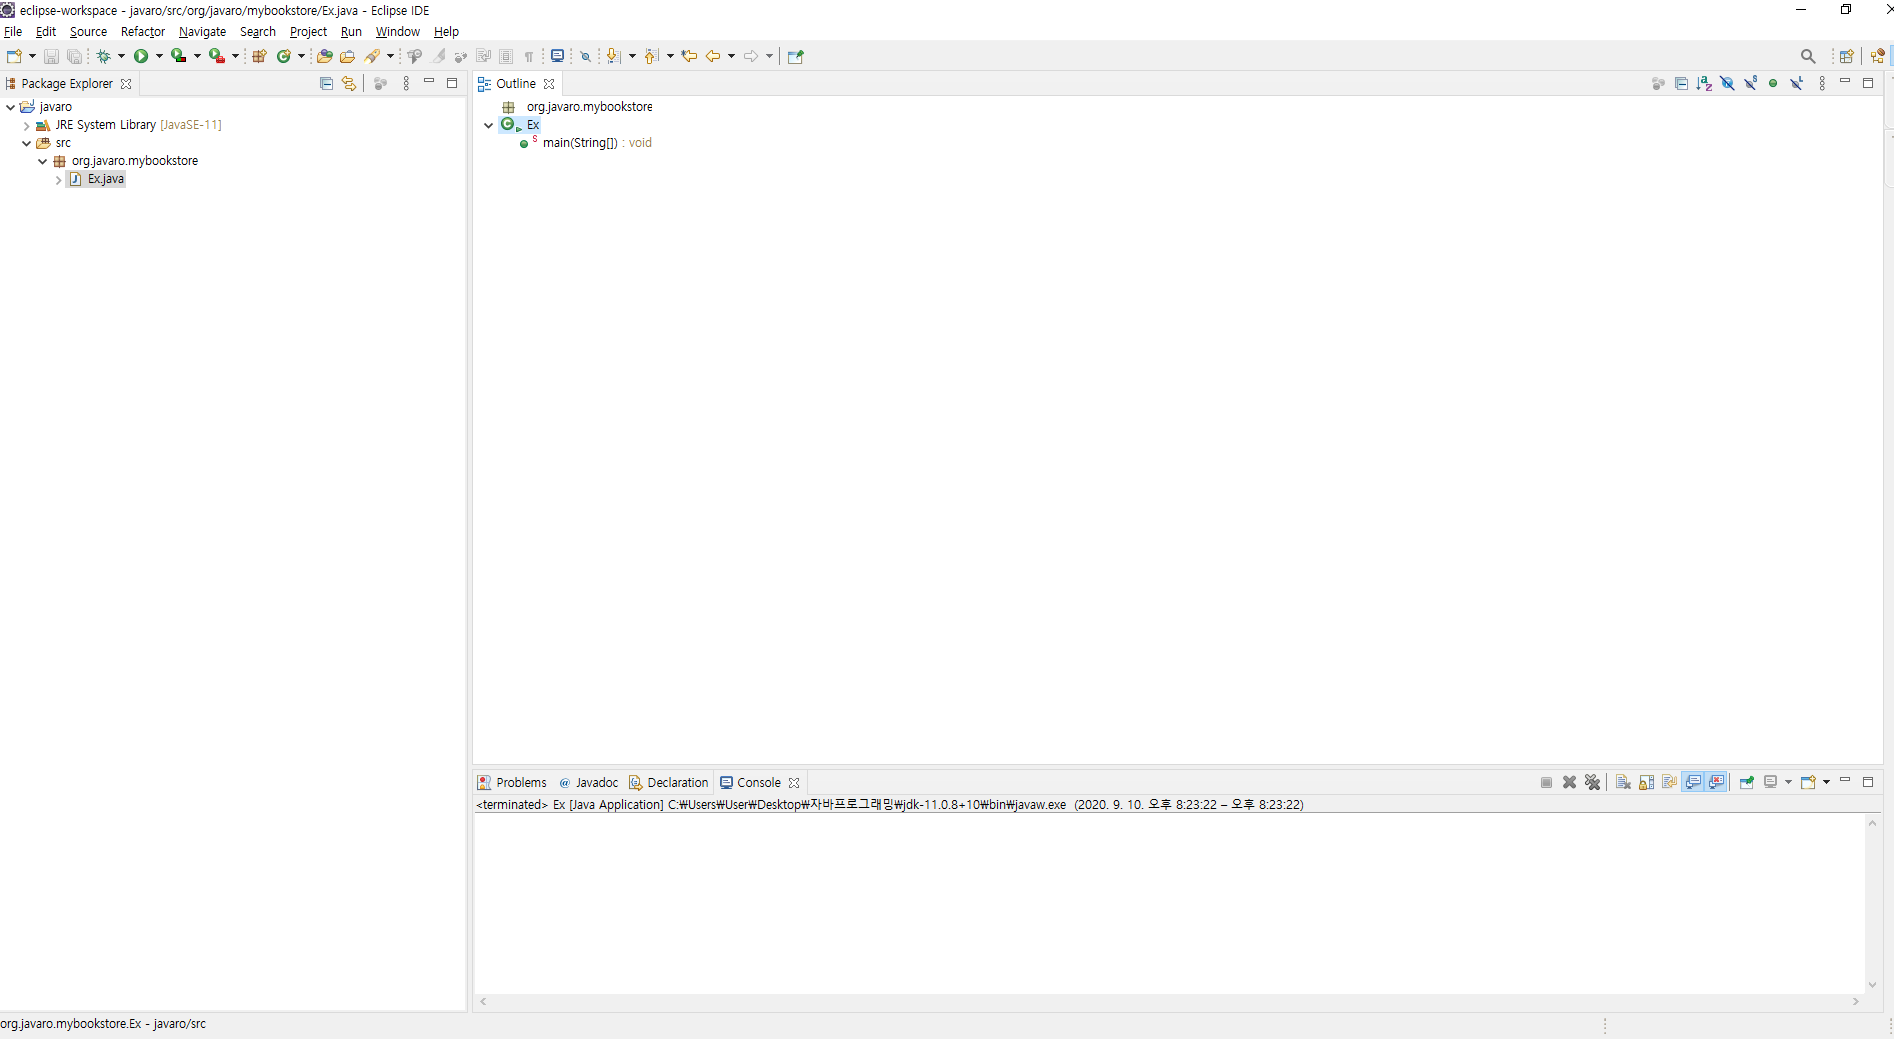 eclipse-workspace - javaro/src/org/javaro/mybookstore/Ex.java - Eclipse IDE
File Edit Source Refactor Navigate Search Project Run Window Help
Package Explorer
javaro
JRE System Library [JavaSE-11]
src
org.javaro.mybookstore
Ex.java
Outline
org.javaro.mybookstore
Ex
main(String[]) : void
Problems @ Javadoc Declaration Console
<terminated> Ex [Java Application] C:₩Users₩User₩Desktop₩자바프로그래밍₩jdk-11.0.8+10₩bin₩javaw.exe (2020. 9. 10. 오후 8:23:22 – 오후 8:23:22)
org.javaro.mybookstore.Ex - javaro/src